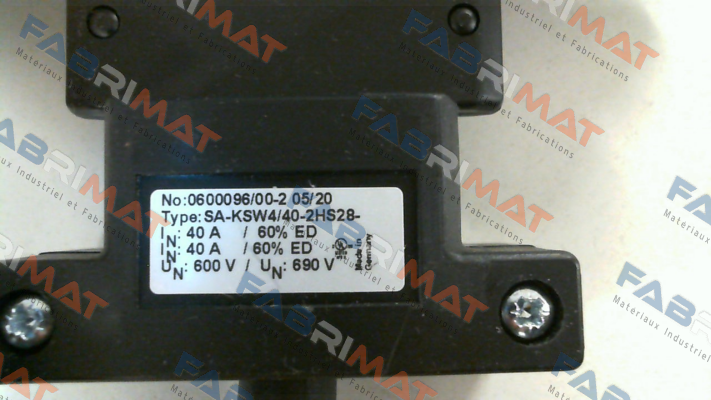 FABRIMAT
Materiaux Industriel et Fabrications
No:0600096/00-2 05/20
Type: SA-KSW4/40-2HS28-
IN: 40 A / 60% ED
IN: 40 A / 60% ED
UN: 600 V / UN: 690 V
Made in
Germany